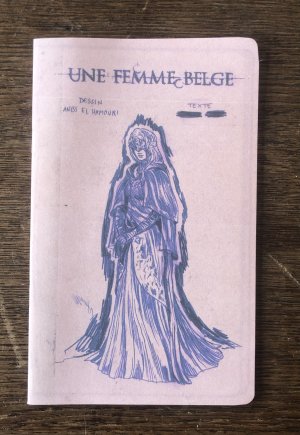 UNE FEMME BELGE
DESSIN
ANISS EL HAMOURI
TEXTE